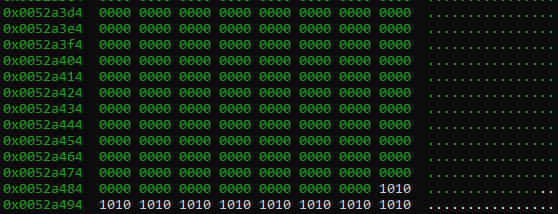 0x0052a3d4  0000 0000 0000 0000 0000 0000 0000 0000  ................
0x0052a3e4  0000 0000 0000 0000 0000 0000 0000 0000  ................
0x0052a3f4  0000 0000 0000 0000 0000 0000 0000 0000  ................
0x0052a404  0000 0000 0000 0000 0000 0000 0000 0000  ................
0x0052a414  0000 0000 0000 0000 0000 0000 0000 0000  ................
0x0052a424  0000 0000 0000 0000 0000 0000 0000 0000  ................
0x0052a434  0000 0000 0000 0000 0000 0000 0000 0000  ................
0x0052a444  0000 0000 0000 0000 0000 0000 0000 0000  ................
0x0052a454  0000 0000 0000 0000 0000 0000 0000 0000  ................
0x0052a464  0000 0000 0000 0000 0000 0000 0000 0000  ................
0x0052a474  0000 0000 0000 0000 0000 0000 0000 0000  ................
0x0052a484  0000 0000 0000 0000 0000 0000 0000 1010  ................
0x0052a494  1010 1010 1010 1010 1010 1010 1010 1010  ................